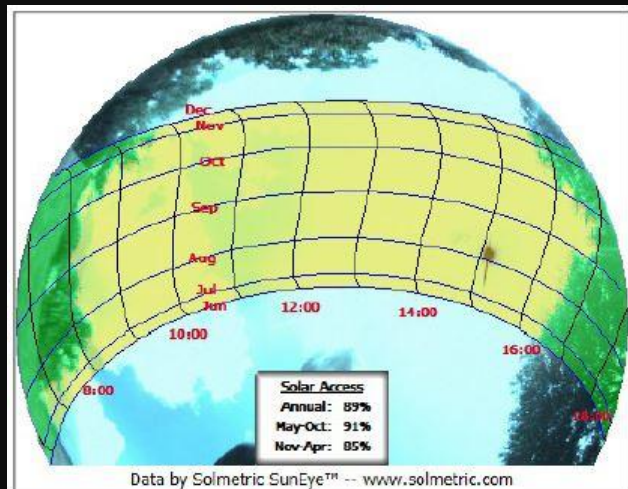 Dec
Nov
Oct
Sep
Aug
Jul
Jun
8:00
10:00
12:00
14:00
16:00
18:00
Solar Access
Annual: 89%
May-Oct: 91%
Nov-Apr: 85%
Data by Solmetric SunEye™ -- www.solmetric.com